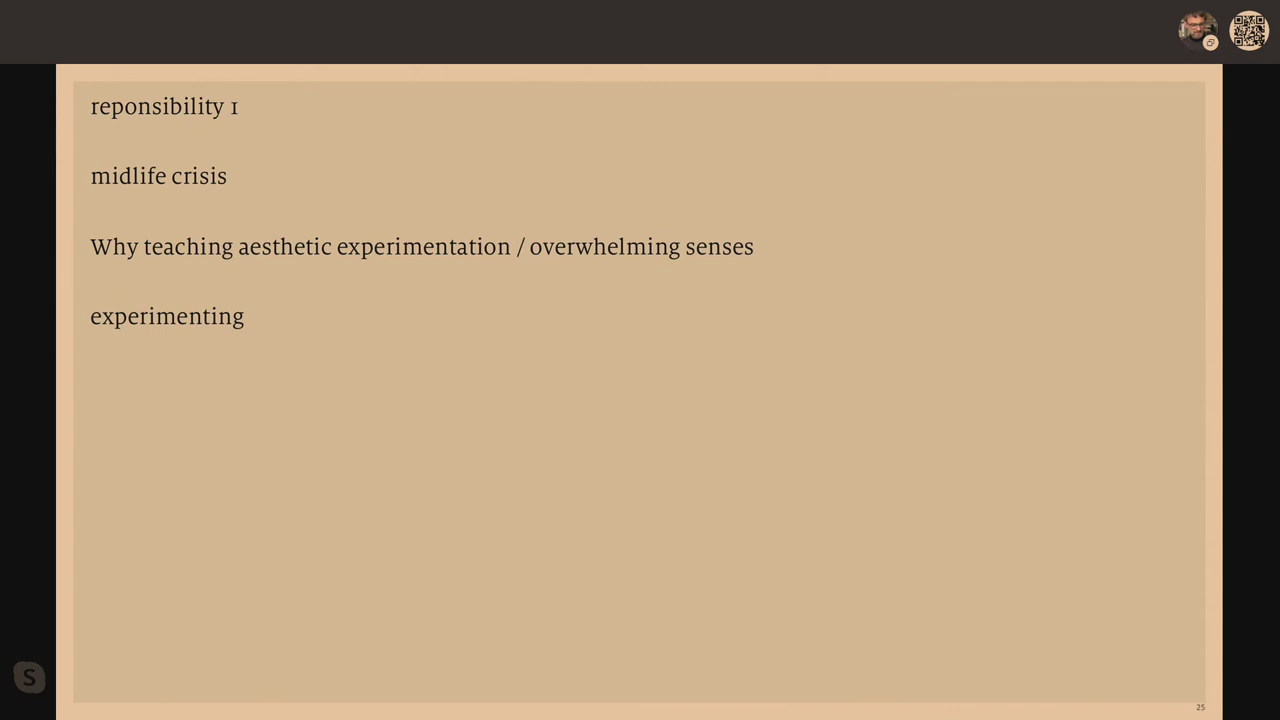 reponsibility 1
midlife crisis
Why teaching aesthetic experimentation / overwhelming senses
experimenting
25
S